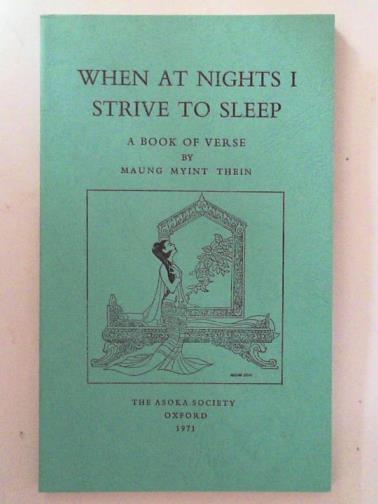 WHEN AT NIGHTS I
STRIVE TO SLEEP
A BOOK OF VERSE
BY
MAUNG MYINT THEIN
THE ASOKA SOCIETY
OXFORD
1971